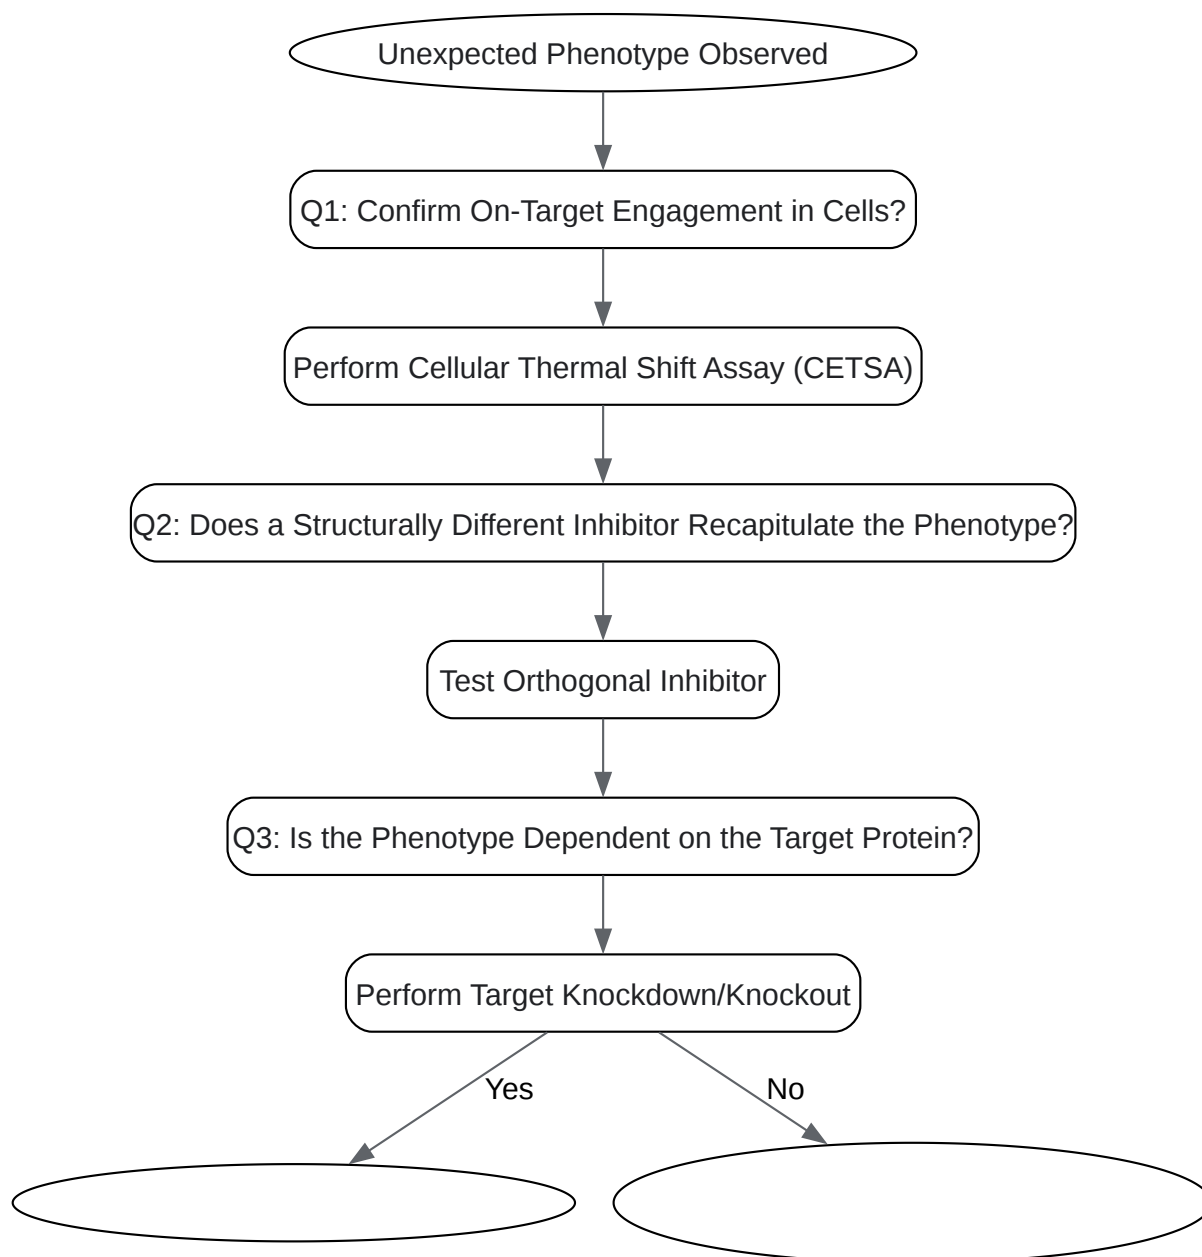 Unexpected Phenotype Observed
Q1: Confirm On-Target Engagement in Cells?
Perform Cellular Thermal Shift Assay (CETSA)
Q2: Does a Structurally Different Inhibitor Recapitulate the Phenotype?
Test Orthogonal Inhibitor
Q3: Is the Phenotype Dependent on the Target Protein?
Perform Target Knockdown/Knockout
Yes
No